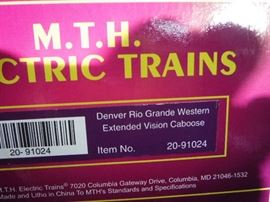 M.T.H.
CTRIC TRAINS
Denver Rio Grande Western
Extended Vision Caboose
20-91024
Item No. 20-91024
M.T.H. Electric Trains® 7020 Columbia Gateway Drive, Columbia, MD 21046-1532
Made and Litho in China To MTH's Standards and Specifications